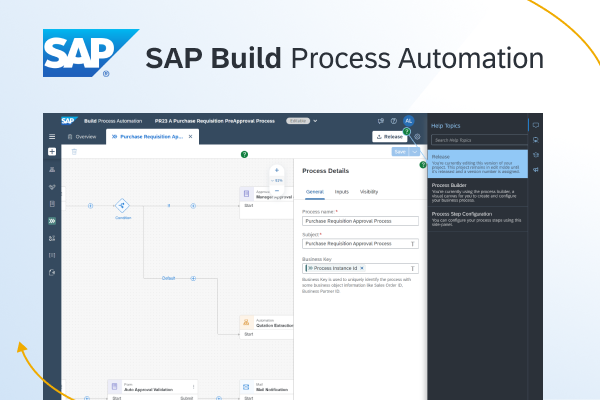 SAP
SAP Build Process Automation
SAP Build Process Automation PR23 A Purchase Requisition PreApproval Process Editable AL
Overview
Purchase Requisition Ap...
Release
Save
82%
Approval
Manager approval
Start
Condition
If
Default
Automation
Quotation Extraction
Start
Form
Auto Approval Validation
Start
Submit
Mail
Mail Notification
Start
Process Details
General Inputs Visibility
Process name: *
Purchase Requisition Approval Process
Subject: *
Purchase Requisition Approval Process
Business Key
Process Instance Id
Business Key is used to uniquely identify the process with
some business object information like Sales Order ID,
Business Partner ID.
Help Topics
Search Help Topics
Release
You're currently editing this version of your
project. This project remains in edit mode until
it's released and a version number is assigned.
Process Builder
You're currently using the process builder, a
visual canvas for you to create and configure
your business process.
Process Step Configuration
You can configure your process steps using this
side panel.